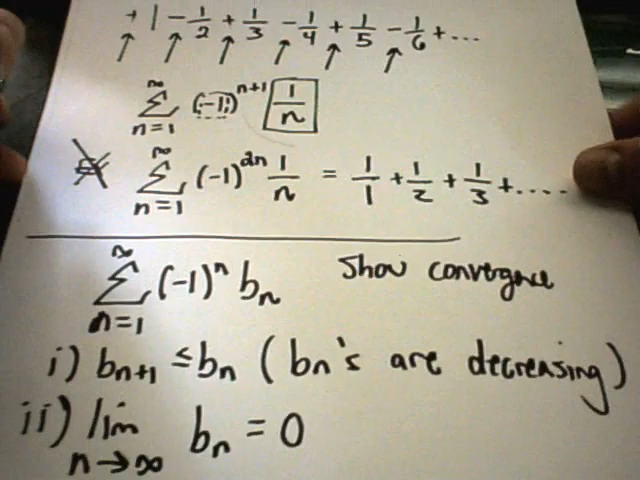 + 1 - 1/2 + 1/3 - 1/4 + 1/5 - 1/6 + ...
∞ Σ n=1 (-1)^(n+1) 1/n
∞ Σ n=1 (-1)^(2n) 1/n = 1/1 + 1/2 + 1/3 + ....
∞ Σ n=1 (-1)^n b_n Show convergence
i) b_(n+1) ≤ b_n ( b_n's are decreasing )
ii) lim n→∞ b_n = 0